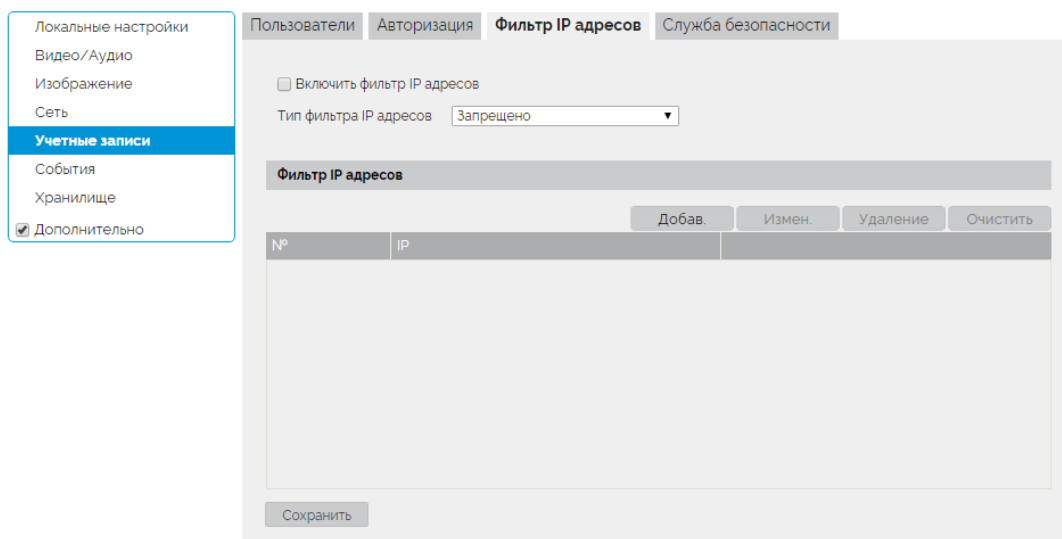 Локальные настройки
Видео/Аудио
Изображение
Сеть
Учетные записи
События
Хранилище
Дополнительно
Пользователи Авторизация Фильтр IP адресов Служба безопасности
Включить фильтр IP адресов
Тип фильтра IP адресов Запрещено
Фильтр IP адресов
Добав. Измен. Удаление Очистить
№ IP
Сохранить